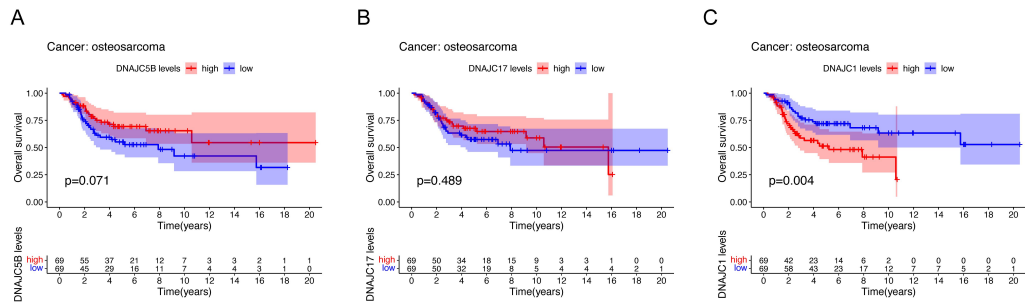 A
Cancer: osteosarcoma
DNAJC5B levels high low
Overall survival
1.00
0.75
0.50
0.25
0.00
p=0.071
0 2 4 6 8 10 12 14 16 18 20
Time(years)
DNAJC5B levels
high 69 55 37 21 12 7 3 3 2 1 1
low 69 45 29 16 11 7 4 4 3 1 0
0 2 4 6 8 10 12 14 16 18 20
Time(years)
B
Cancer: osteosarcoma
DNAJC17 levels high low
Overall survival
1.00
0.75
0.50
0.25
0.00
p=0.489
0 2 4 6 8 10 12 14 16 18 20
Time(years)
DNAJC17 levels
high 69 50 34 18 15 9 3 3 1 0 0
low 69 50 32 19 8 5 4 4 4 2 1
0 2 4 6 8 10 12 14 16 18 20
Time(years)
C
Cancer: osteosarcoma
DNAJC1 levels high low
Overall survival
1.00
0.75
0.50
0.25
0.00
p=0.004
0 2 4 6 8 10 12 14 16 18 20
Time(years)
DNAJC1 levels
high 69 42 23 14 6 2 0 0 0 0 0
low 69 58 43 23 17 12 7 7 5 2 1
0 2 4 6 8 10 12 14 16 18 20
Time(years)